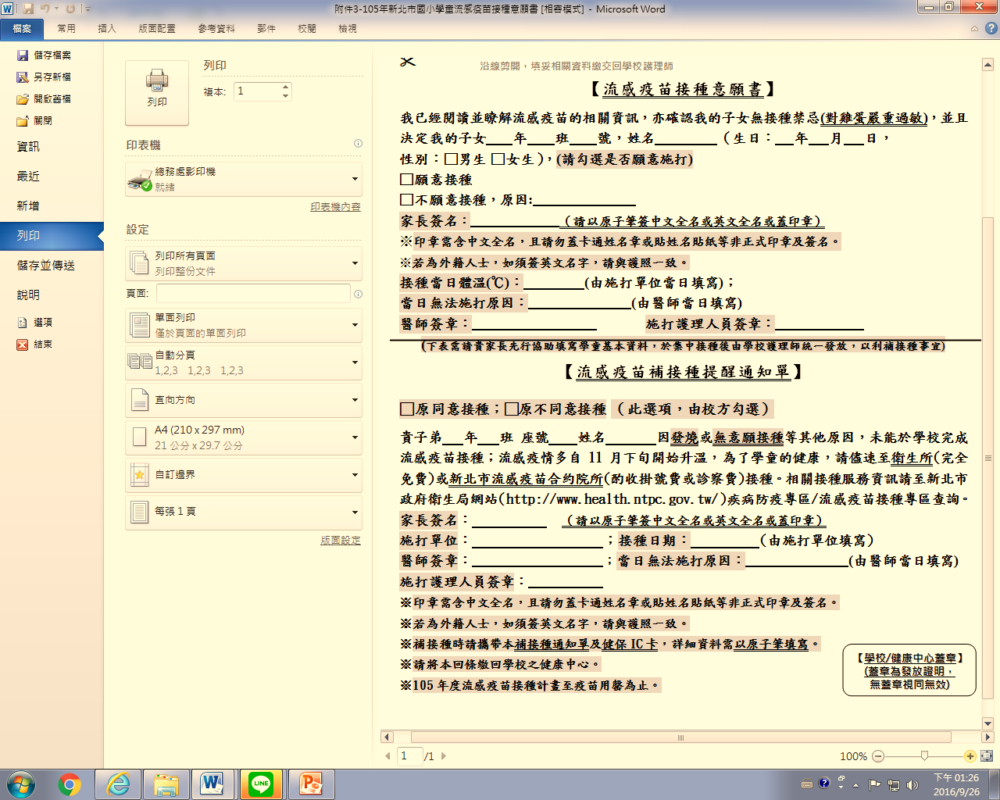 附件3-105年新北市國小學童流感疫苗接種意願書 [相容模式] - Microsoft Word
檔案 常用 插入 版面配置 參考資料 郵件 校閱 檢視
儲存檔案
另存新檔
開啟舊檔
關閉
資訊
最近
新增
列印
儲存並傳送
說明
選項
結束
列印
列印
複本: 1
印表機
總務處影印機
就緒
印表機內容
設定
列印所有頁面
列印整份文件
頁面:
單面列印
僅於頁面的單面列印
自動分頁
1,2,3 1,2,3 1,2,3
直向方向
A4 (210 x 297 mm)
21 公分 x 29.7 公分
自訂邊界
每張 1 頁
版面設定
沿線剪開，填妥相關資料繳交回學校護理師
【流感疫苗接種意願書】
我已經閱讀並瞭解流感疫苗的相關資訊，亦確認我的子女無接種禁忌(對雞蛋嚴重過敏)，並且
決定我的子女____年____班____號，姓名_________（生日：___年___月___日，
性別：□男生 □女生），(請勾選是否願意施打)
□願意接種
□不願意接種，原因:_______________
家長簽名：_____________（請以原子筆簽中文全名或英文全名或蓋印章）
※印章需含中文全名，且請勿蓋卡通姓名章或貼姓名貼紙等非正式印章及簽名。
※若為外籍人士，如須簽英文名字，請與護照一致。
接種當日體溫(℃)：_________(由施打單位當日填寫)；
當日無法施打原因：_______________(由醫師當日填寫)
醫師簽章：__________________ 施打護理人員簽章：_____________
(下表需請貴家長先行協助填寫學童基本資料，於集中接種後由學校護理師統一發放，以利補接種事宜)
【流感疫苗補接種提醒通知單】
□原同意接種；□原不同意接種 （此選項，由校方勾選）
貴子弟___年___班 座號____姓名_______因發燒或無意願接種等其他原因，未能於學校完成
流感疫苗接種；流感疫情多自 11 月下旬開始升溫，為了學童的健康，請儘速至衛生所(完全
免費)或新北市流感疫苗合約院所(酌收掛號費或診察費)接種。相關接種服務資訊請至新北市
政府衛生局網站(http://www.health.ntpc.gov.tw/)疾病防疫專區/流感疫苗接種專區查詢。
家長簽名：___________ （請以原子筆簽中文全名或英文全名或蓋印章）
施打單位：___________________；接種日期：__________(由施打單位填寫)
醫師簽章：___________________；當日無法施打原因：_______________(由醫師當日填寫)
施打護理人員簽章：___________
※印章需含中文全名，且請勿蓋卡通姓名章或貼姓名貼紙等非正式印章及簽名。
※若為外籍人士，如須簽英文名字，請與護照一致。
※補接種時請攜帶本補接種通知單及健保 IC 卡，詳細資料需以原子筆填寫。
※請將本回條繳回學校之健康中心。
※105 年度流感疫苗接種計畫至疫苗用罄為止。
【學校/健康中心蓋章】
(蓋章為發放證明，
無蓋章視同無效)
1 /1
100%
LINE
下午 01:26
2016/9/26